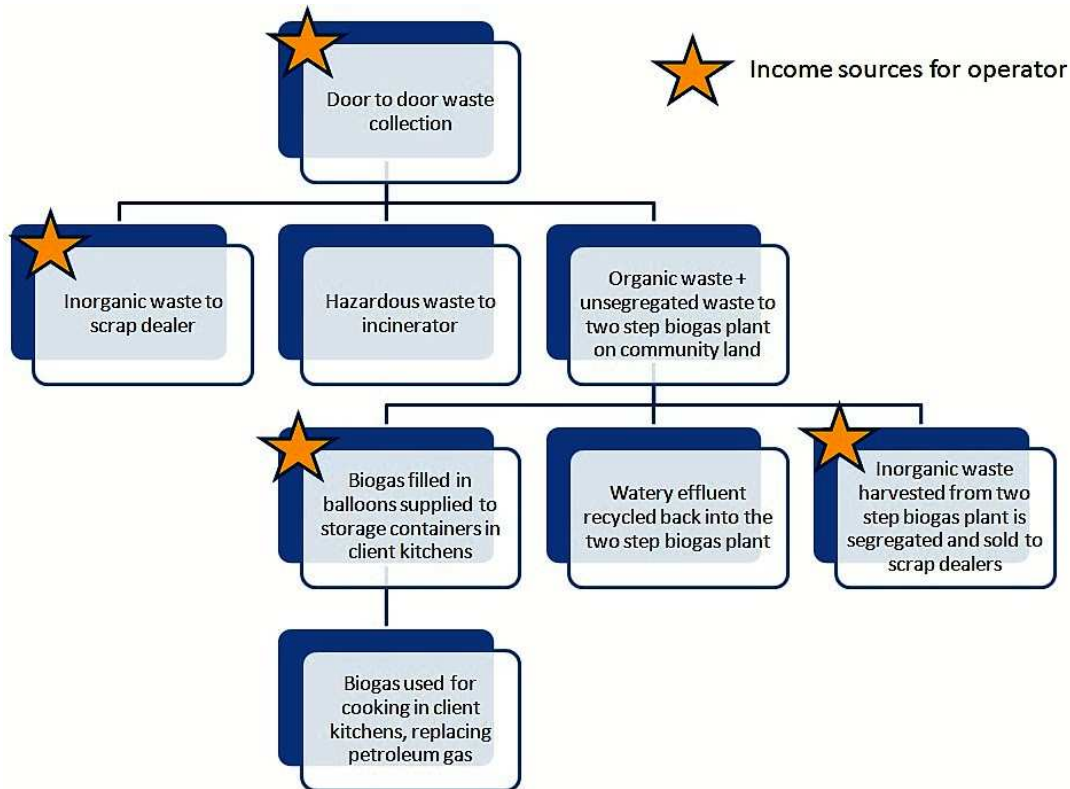 Income sources for operator
Door to door waste
collection
Inorganic waste to
scrap dealer
Hazardous waste to
incinerator
Organic waste +
unsegregated waste to
two step biogas plant
on community land
Biogas filled in
balloons supplied to
storage containers in
client kitchens
Watery effluent
recycled back into the
two step biogas plant
Inorganic waste
harvested from two
step biogas plant is
segregated and sold to
scrap dealers
Biogas used for
cooking in client
kitchens, replacing
petroleum gas